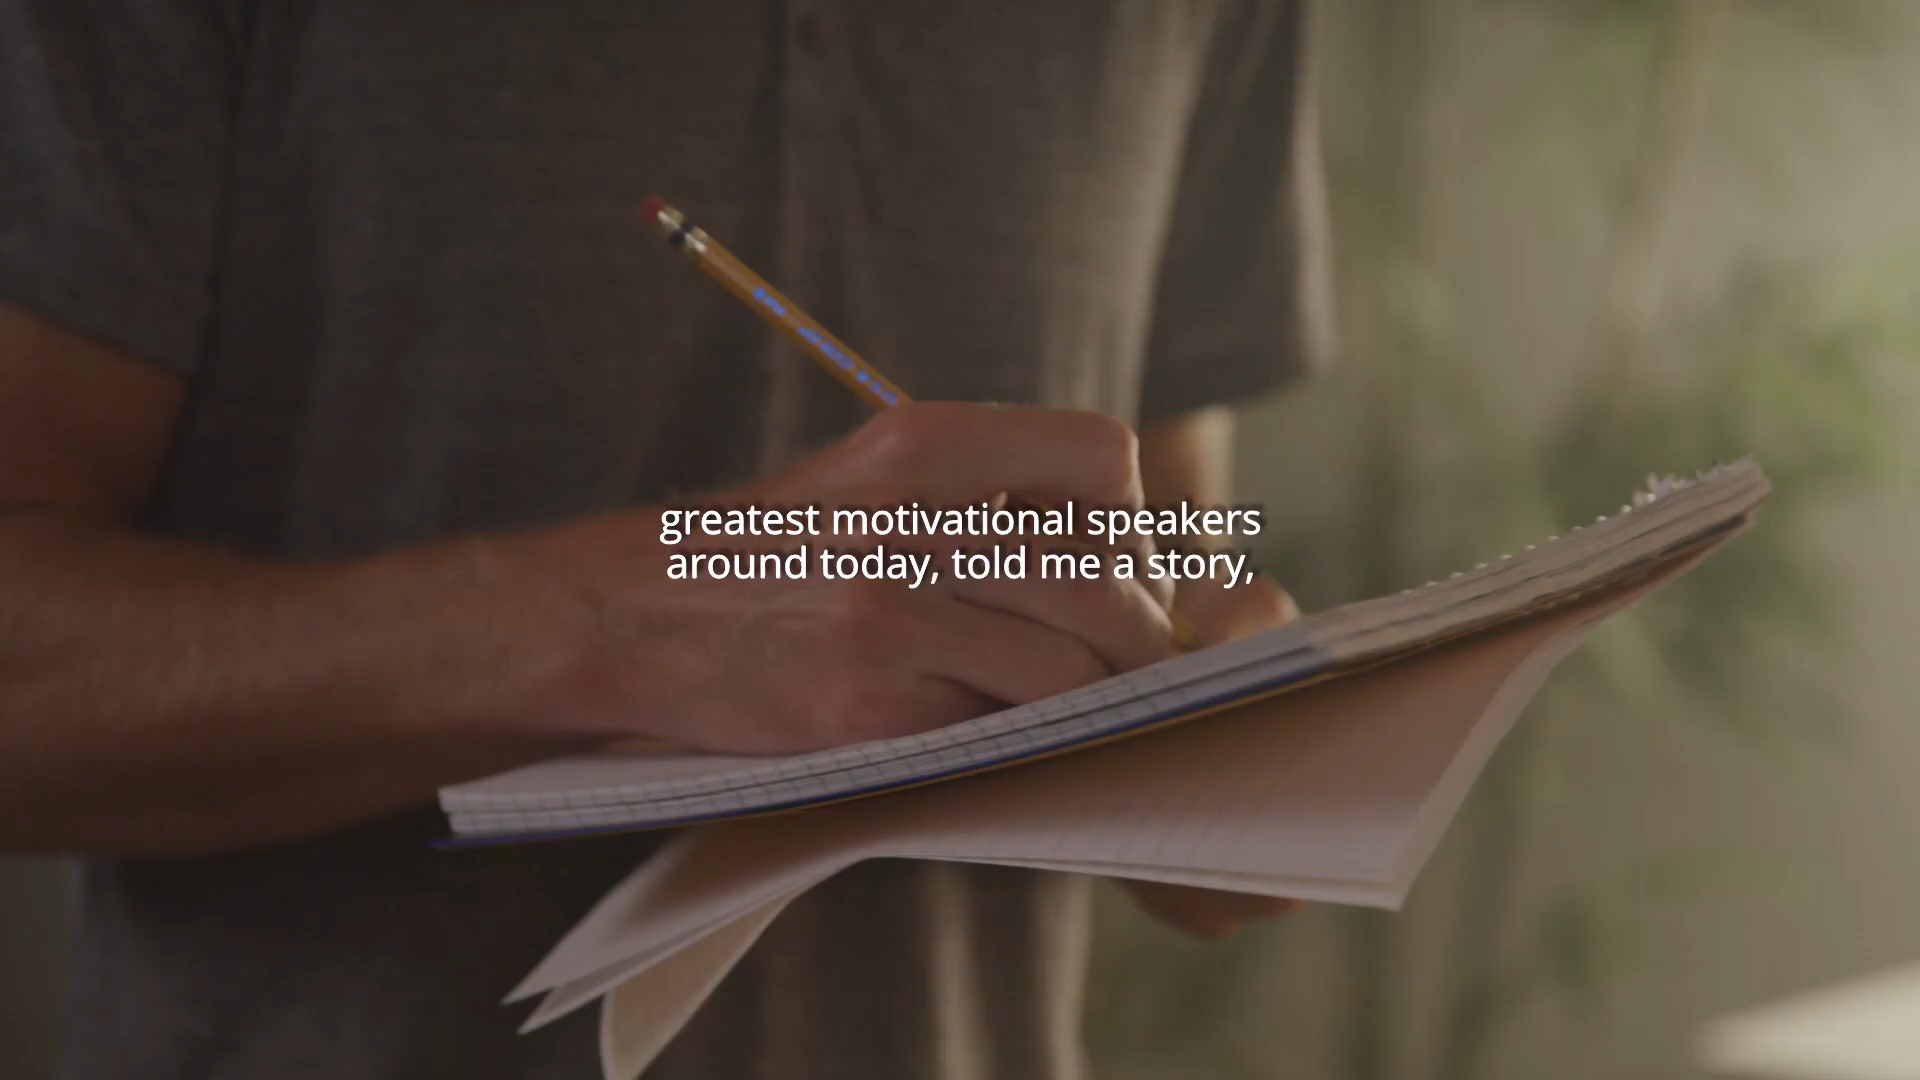 greatest motivational speakers
around today, told me a story,